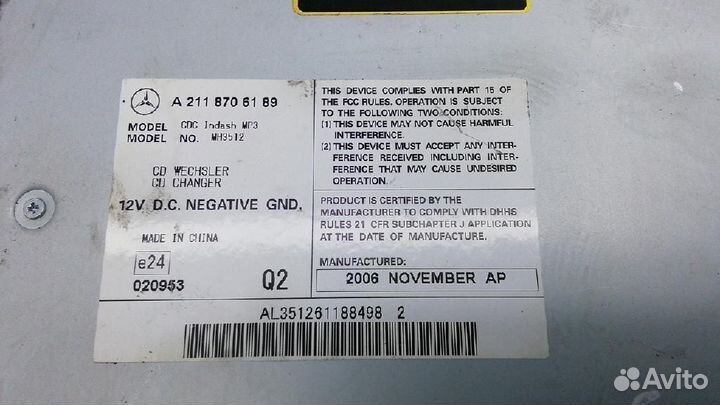 A 211 870 61 89
MODEL CDC Indash MP3
MODEL NO. MH3512
CD WECHSLER
CD CHANGER
12V D.C. NEGATIVE GND.
MADE IN CHINA
e24
020953
Q2
THIS DEVICE COMPLIES WITH PART 15 OF
THE FCC RULES. OPERATION IS SUBJECT
TO THE FOLLOWING TWO CONDITIONS:
(1) THIS DEVICE MAY NOT CAUSE HARMFUL
INTERFERENCE.
(2) THIS DEVICE MUST ACCEPT ANY INTER-
FERENCE RECEIVED INCLUDING INTER-
FERENCE THAT MAY CAUSE UNDESIRED
OPERATION.
PRODUCT IS CERTIFIED BY THE
MANUFACTURER TO COMPLY WITH DHHS
RULES 21 CFR SUBCHAPTER J APPLICATION
AT THE DATE OF MANUFACTURE.
MANUFACTURED:
2006 NOVEMBER AP
AL351261188498 2
Avito